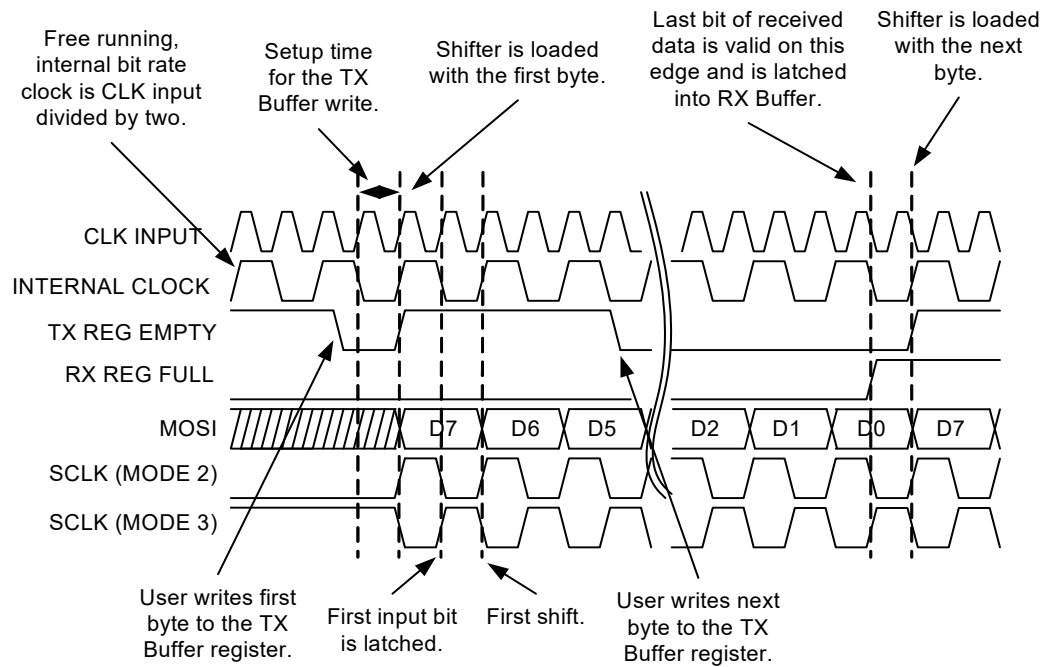 Free running,
internal bit rate
clock is CLK input
divided by two.
Setup time
for the TX
Buffer write.
Shifter is loaded
with the first byte.
Last bit of received
data is valid on this
edge and is latched
into RX Buffer.
Shifter is loaded
with the next
byte.
CLK INPUT
INTERNAL CLOCK
TX REG EMPTY
RX REG FULL
MOSI D7 D6 D5 D2 D1 D0 D7
SCLK (MODE 2)
SCLK (MODE 3)
User writes first
byte to the TX
Buffer register.
First input bit
is latched.
First shift.
User writes next
byte to the TX
Buffer register.